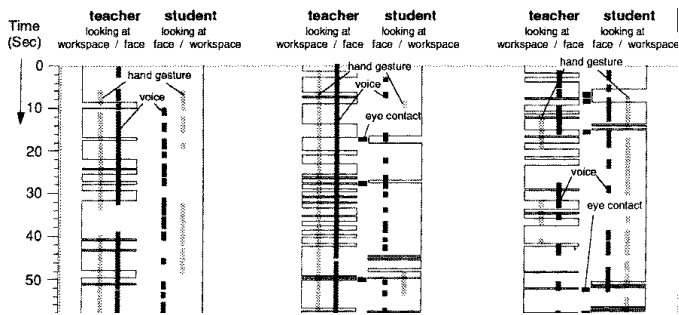 Time
(Sec)
teacher student
looking at looking at
workspace / face face / workspace
teacher student
looking at looking at
workspace / face face / workspace
teacher student
looking at looking at
workspace / face face / workspace
0
10
20
30
40
50
hand gesture
voice
hand gesture
voice
eye contact
hand gesture
voice
eye contact